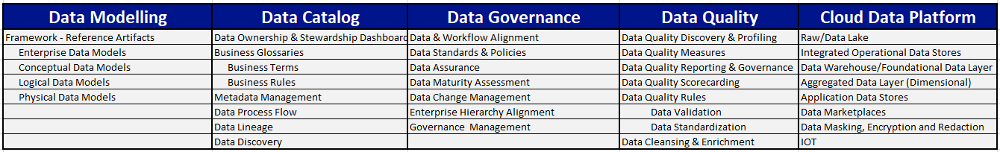 Data Modelling Data Catalog Data Governance Data Quality Cloud Data Platform
Framework - Reference Artifacts Data Ownership & Stewardship Dashboard Data & Workflow Alignment Data Quality Discovery & Profiling Raw/Data Lake
Enterprise Data Models Business Glossaries Data Standards & Policies Data Quality Measures Integrated Operational Data Stores
Conceptual Data Models Business Terms Data Assurance Data Quality Reporting & Governance Data Warehouse/Foundational Data Layer
Logical Data Models Business Rules Data Maturity Assessment Data Quality Scorecarding Aggregated Data Layer (Dimensional)
Physical Data Models Metadata Management Data Change Management Data Quality Rules Application Data Stores
Data Process Flow Enterprise Hierarchy Alignment Data Validation Data Marketplaces
Data Lineage Governance Management Data Standardization Data Masking, Encryption and Redaction
Data Discovery Data Cleansing & Enrichment IOT